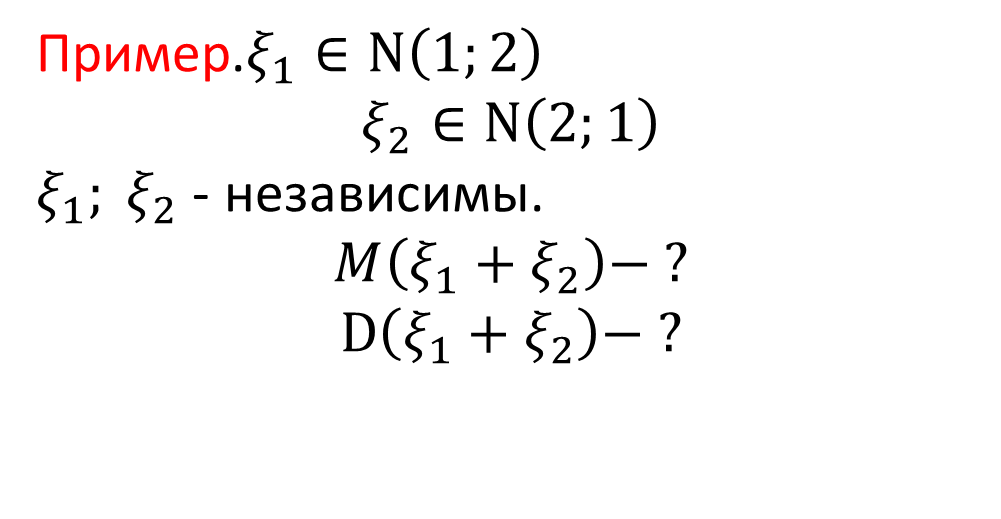 Пример.ξ₁ ∈ N(1; 2)
ξ₂ ∈ N(2; 1)
ξ₁; ξ₂ - независимы.
M(ξ₁ + ξ₂)− ?
D(ξ₁ + ξ₂)− ?